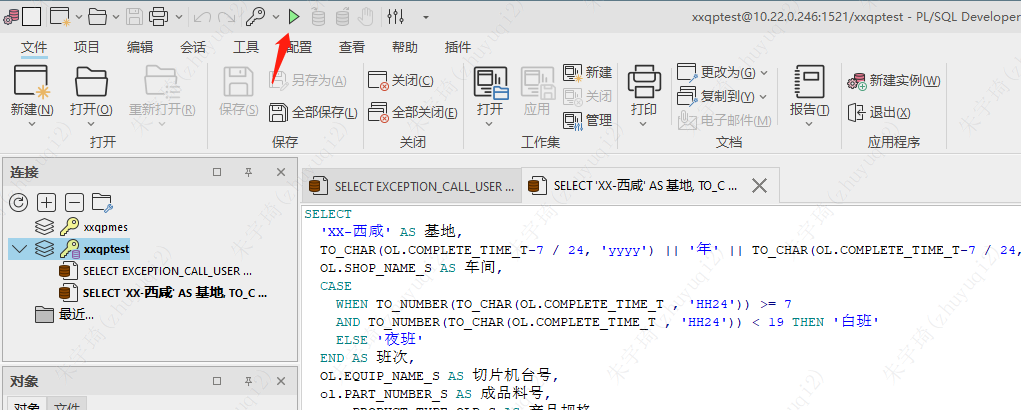 xxqptest@10.22.0.246:1521/xxqptest - PL/SQL Developer
文件 项目 编辑 会话 工具 配置 查看 帮助 插件
新建(N) 打开(O) 重新打开(R) 保存(S) 另存为(A) 全部保存(L) 关闭(C) 全部关闭(E) 打开 应用 新建 关闭 管理 打印 更改为(G) 复制到(Y) 电子邮件(M) 报告(T) 新建实例(W) 退出(X)
打开 保存 关闭 工作集 文档 应用程序
连接
xxqpmes
xxqptest
SELECT EXCEPTION_CALL_USER ...
SELECT 'XX-西咸' AS 基地, TO_C ...
最近...
对象
对象 文件
SELECT EXCEPTION_CALL_USER ... SELECT 'XX-西咸' AS 基地, TO_C ...
SELECT
'XX-西咸' AS 基地,
TO_CHAR(OL.COMPLETE_TIME_T-7 / 24, 'yyyy') || '年' || TO_CHAR(OL.COMPLETE_TIME_T-7 / 24,
OL.SHOP_NAME_S AS 车间,
CASE
WHEN TO_NUMBER(TO_CHAR(OL.COMPLETE_TIME_T , 'HH24')) >= 7
AND TO_NUMBER(TO_CHAR(OL.COMPLETE_TIME_T , 'HH24')) < 19 THEN '白班'
ELSE '夜班'
END AS 班次,
OL.EQUIP_NAME_S AS 切片机台号,
ol.PART_NUMBER_S AS 成品料号,
朱宇琦(zhuyuqi2)